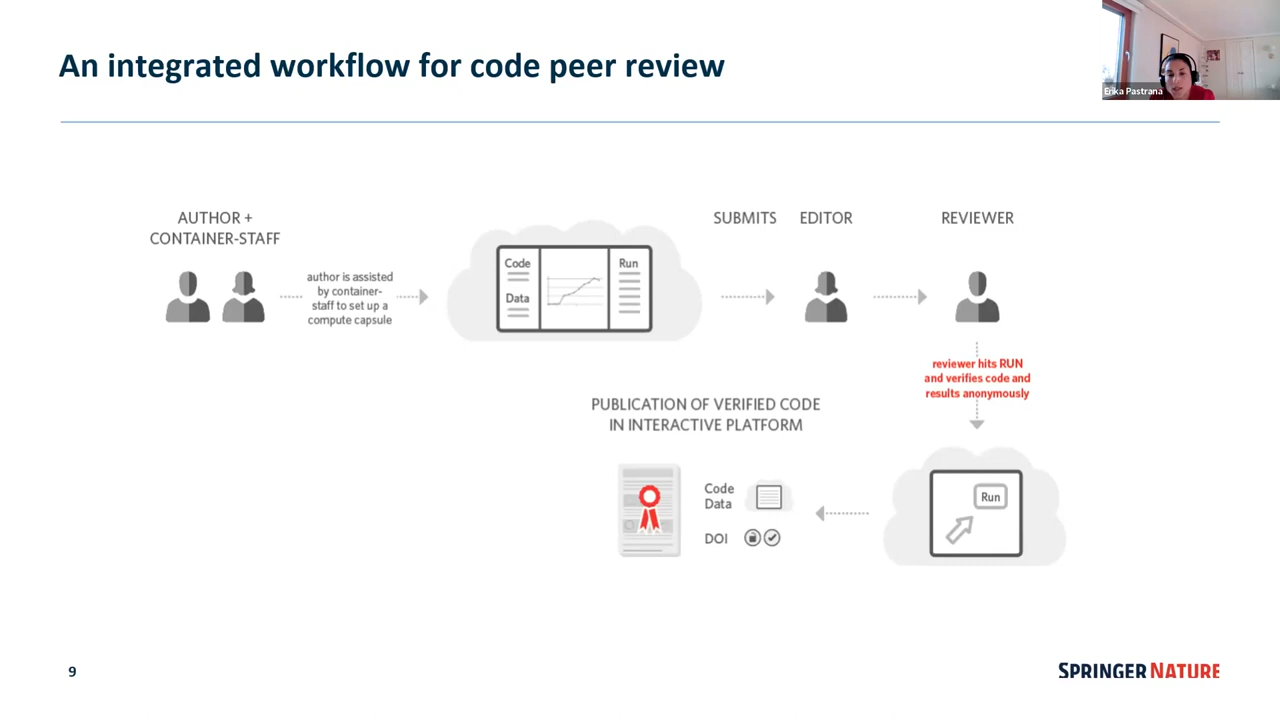 An integrated workflow for code peer review
Erika Pastrana
AUTHOR +
CONTAINER-STAFF
author is assisted
by container-
staff to set up a
compute capsule
Code
Data
Run
SUBMITS
EDITOR
REVIEWER
reviewer hits RUN
and verifies code and
results anonymously
Run
PUBLICATION OF VERIFIED CODE
IN INTERACTIVE PLATFORM
Code
Data
DOI
9
SPRINGER NATURE